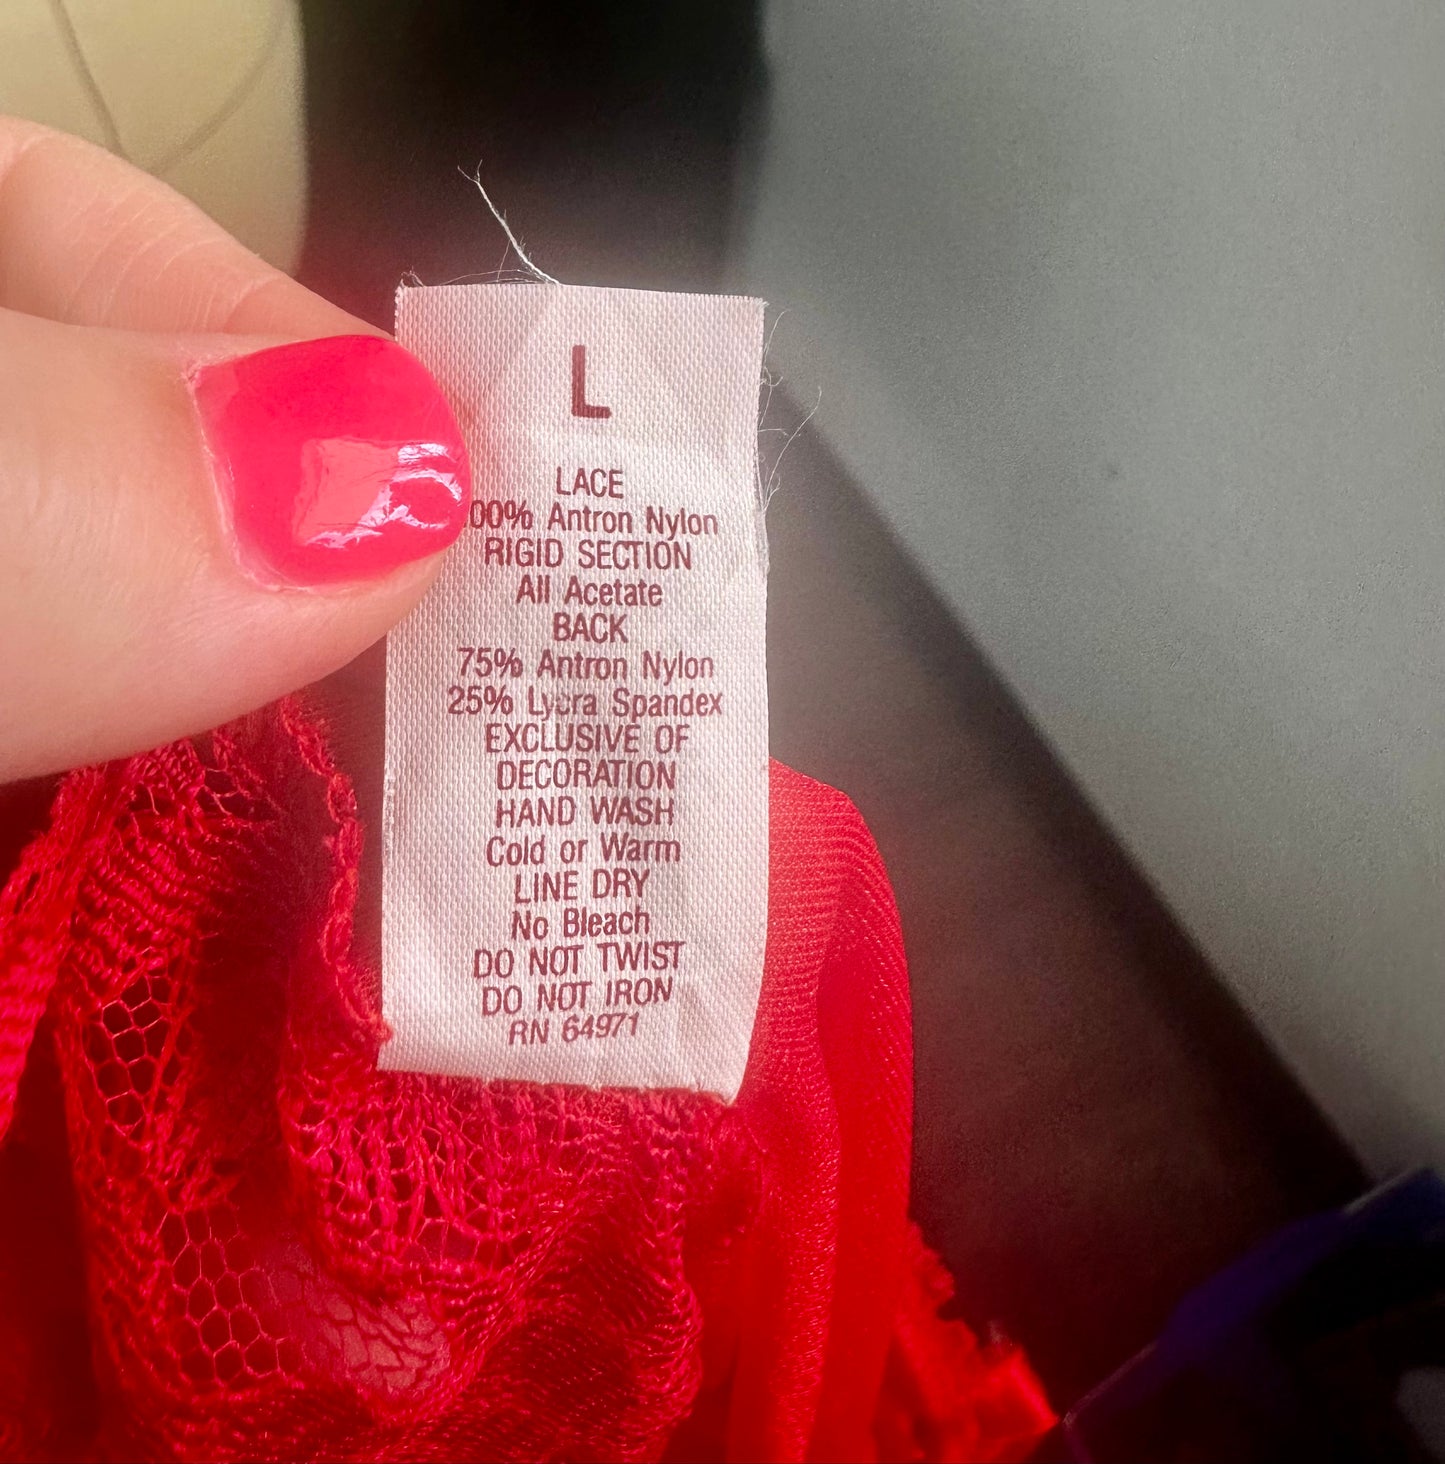 L
LACE
00% Antron Nylon
RIGID SECTION
All Acetate
BACK
75% Antron Nylon
25% Lycra Spandex
EXCLUSIVE OF
DECORATION
HAND WASH
Cold or Warm
LINE DRY
No Bleach
DO NOT TWIST
DO NOT IRON
RN 64971